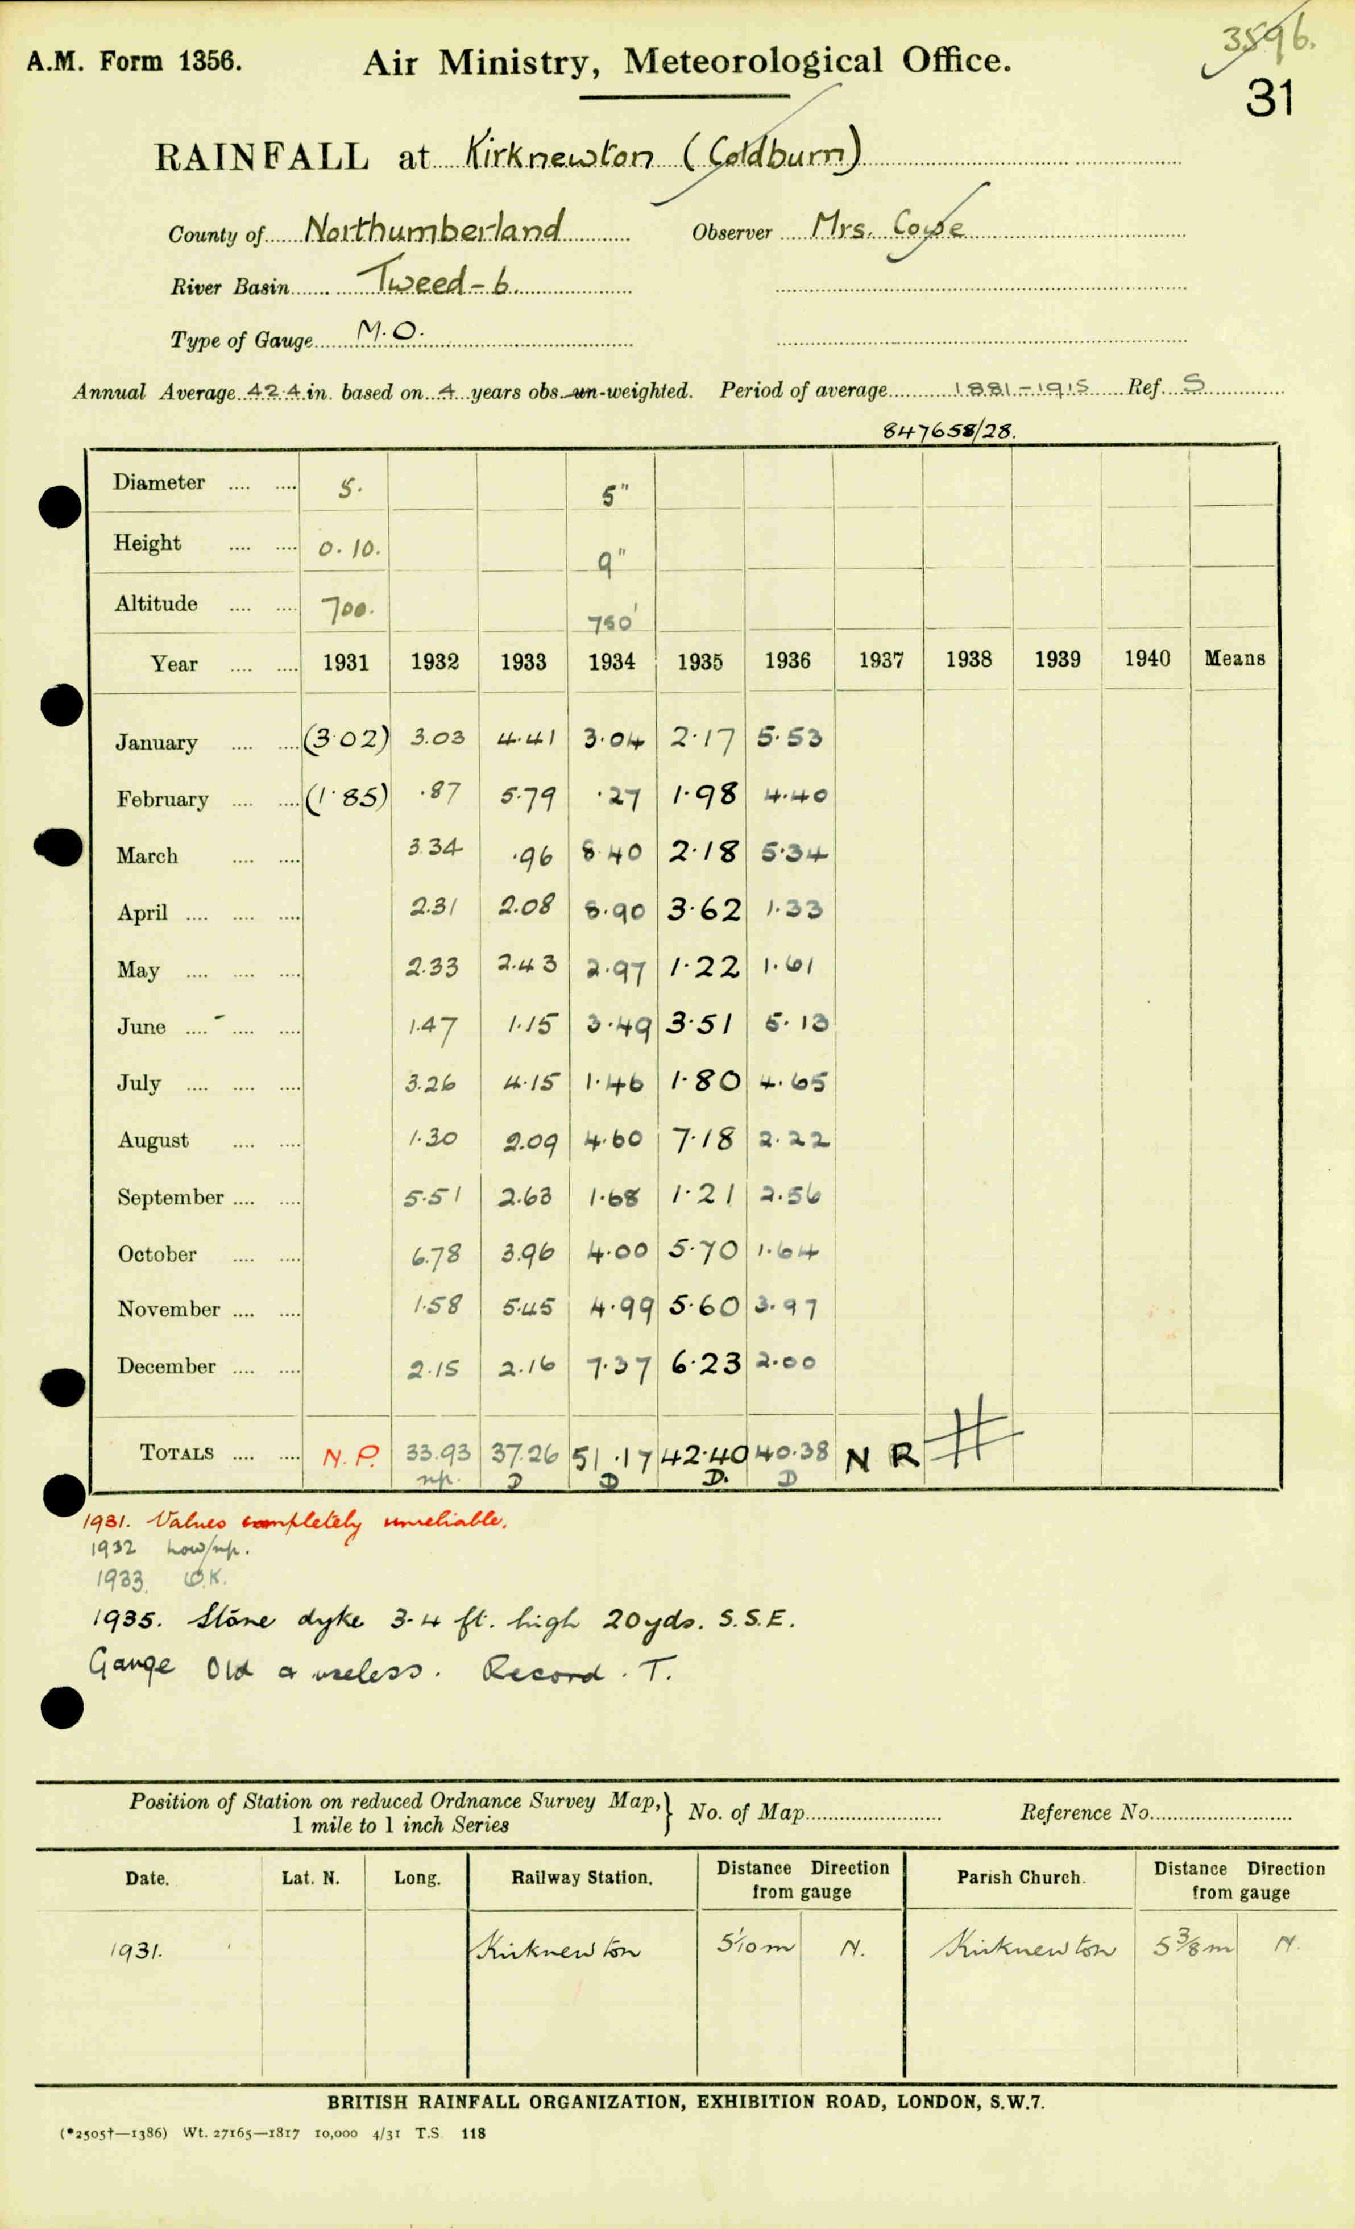 3596.
A.M. Form 1356. Air Ministry, Meteorological Office.
31
RAINFALL at Kirknewton (Coldburn)
County of Northumberland Observer Mrs. Cowe
River Basin Tweed - 6.
Type of Gauge M.O.
Annual Average 42.4 in. based on 4 years obs. un-weighted. Period of average 1881-1915 Ref. S
847658/28.
Diameter .... .... 5. 5"
Height .... .... 0.10. 9"
Altitude .... .... 700. 750'
Year .... .... 1931 1932 1933 1934 1935 1936 1937 1938 1939 1940 Means
January .... .... (3.02) 3.03 4.41 3.04 2.17 5.53
February .... .... (1.85) .87 5.79 .27 1.98 4.40
March .... .... 3.34 .96 8.40 2.18 5.34
April .... .... .... 2.31 2.08 8.90 3.62 1.33
May .... .... .... 2.33 2.43 2.97 1.22 1.61
June .... .... .... 1.47 1.15 3.49 3.51 5.13
July .... .... .... 3.26 4.15 1.46 1.80 4.65
August .... .... 1.30 2.09 4.60 7.18 2.22
September .... .... 5.51 2.63 1.68 1.21 2.56
October .... .... 6.78 3.96 4.00 5.70 1.64
November .... .... 1.58 5.45 4.99 5.60 3.97
December .... .... 2.15 2.16 7.37 6.23 2.00
TOTALS .... .... N.P. 33.93 37.26 51.17 42.40 40.38 N R #
np. D D D. D
1931. Values completely unreliable.
1932 Low/np.
1933. O.K.
1935. Stone dyke 3-4 ft. high 20yds. S.S.E.
Gauge Old & useless. Record. T.
Position of Station on reduced Ordnance Survey Map, } No. of Map Reference No.
1 mile to 1 inch Series
Date. Lat. N. Long. Railway Station. Distance Direction from gauge Parish Church. Distance Direction from gauge
1931. Kirknewton 5 1/10 m N. Kirknewton 5 3/8 m N.
BRITISH RAINFALL ORGANIZATION, EXHIBITION ROAD, LONDON, S.W.7.
(*2505†—1386) Wt. 27165—1817 10,000 4/31 T.S. 118